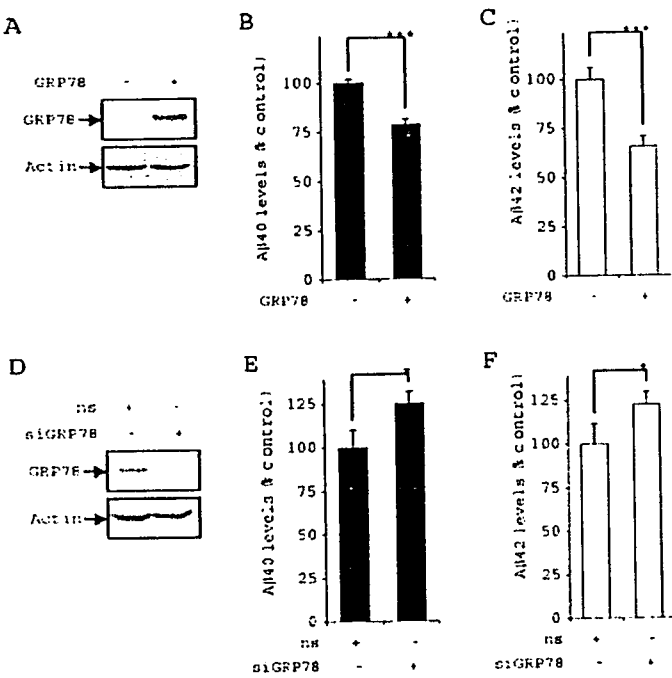 A
GRP78 - +
GRP78
Actin
B
***
Aβ40 levels (% control)
100
75
50
25
0
GRP78 - +
C
***
Aβ42 levels (% control)
100
75
50
25
0
GRP78 - +
D
ns + -
siGRP78 - +
GRP78
Actin
E
Aβ40 levels (% control)
125
100
75
50
25
0
ns + -
siGRP78 - +
F
*
Aβ42 levels (% control)
125
100
75
50
25
0
ns + -
siGRP78 - +